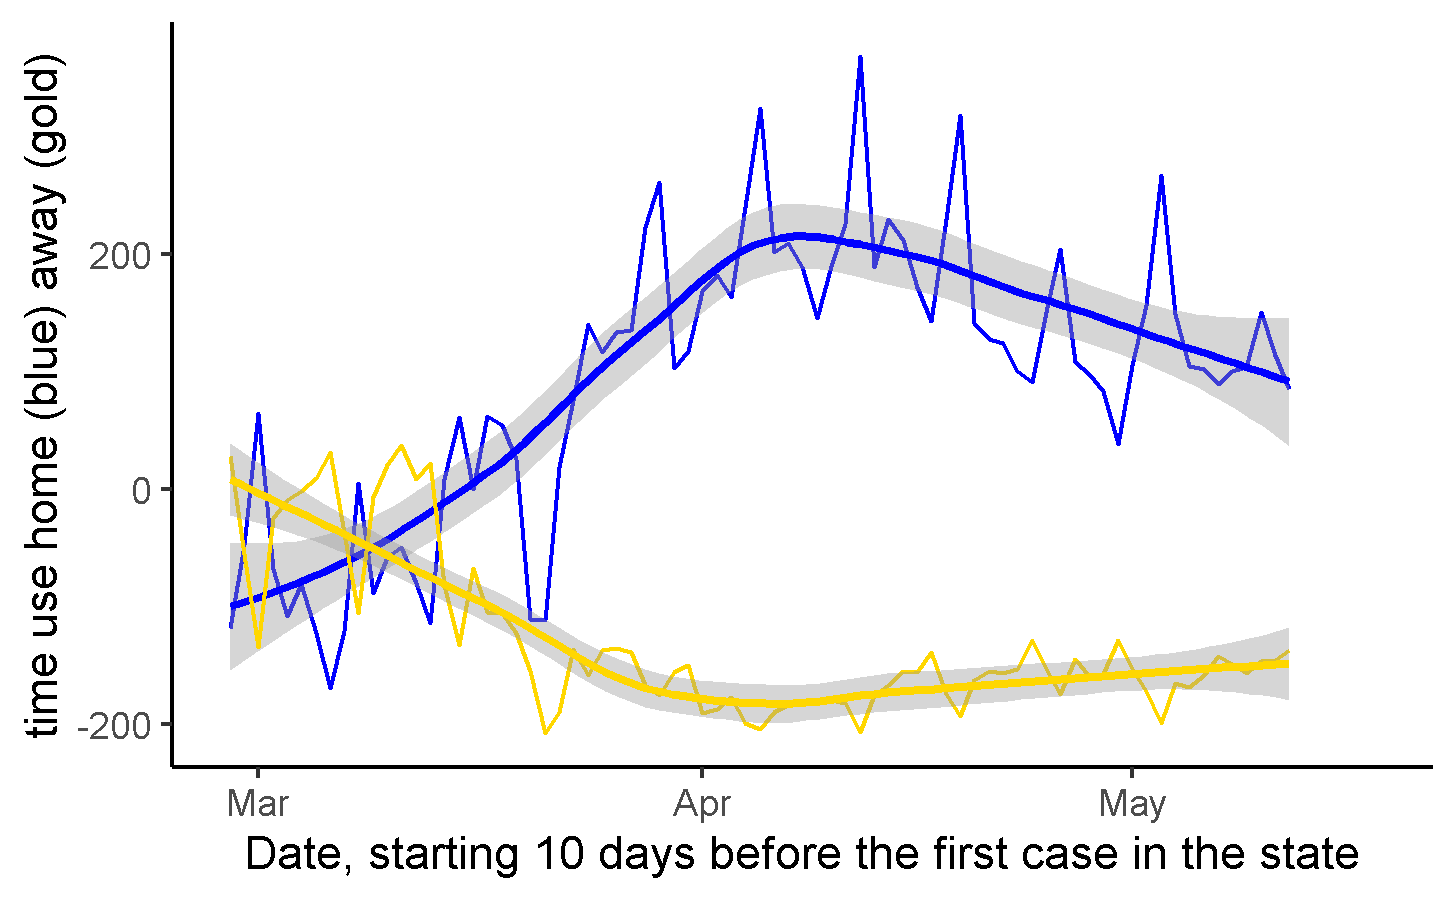 time use home (blue) away (gold)
200
0
-200
Mar Apr May
Date, starting 10 days before the first case in the state